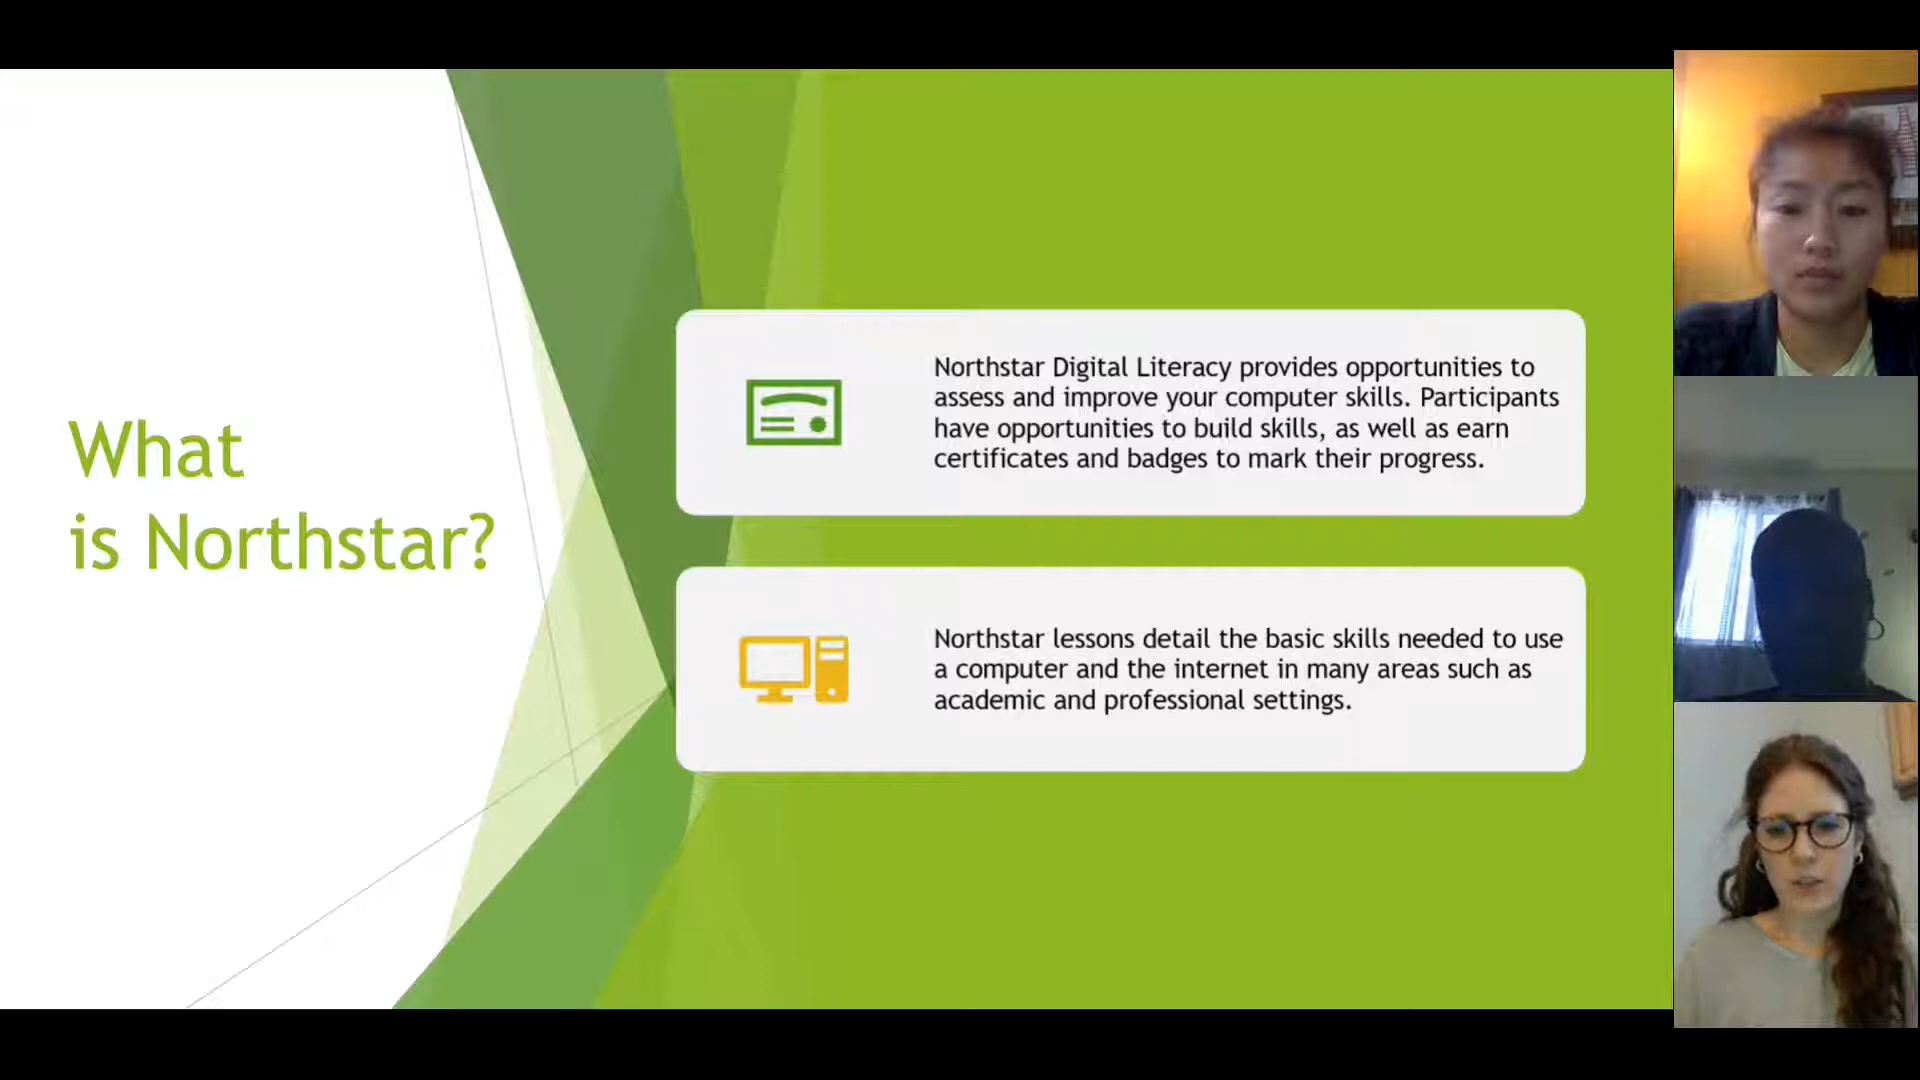 What
is Northstar?
Northstar Digital Literacy provides opportunities to
assess and improve your computer skills. Participants
have opportunities to build skills, as well as earn
certificates and badges to mark their progress.
Northstar lessons detail the basic skills needed to use
a computer and the internet in many areas such as
academic and professional settings.